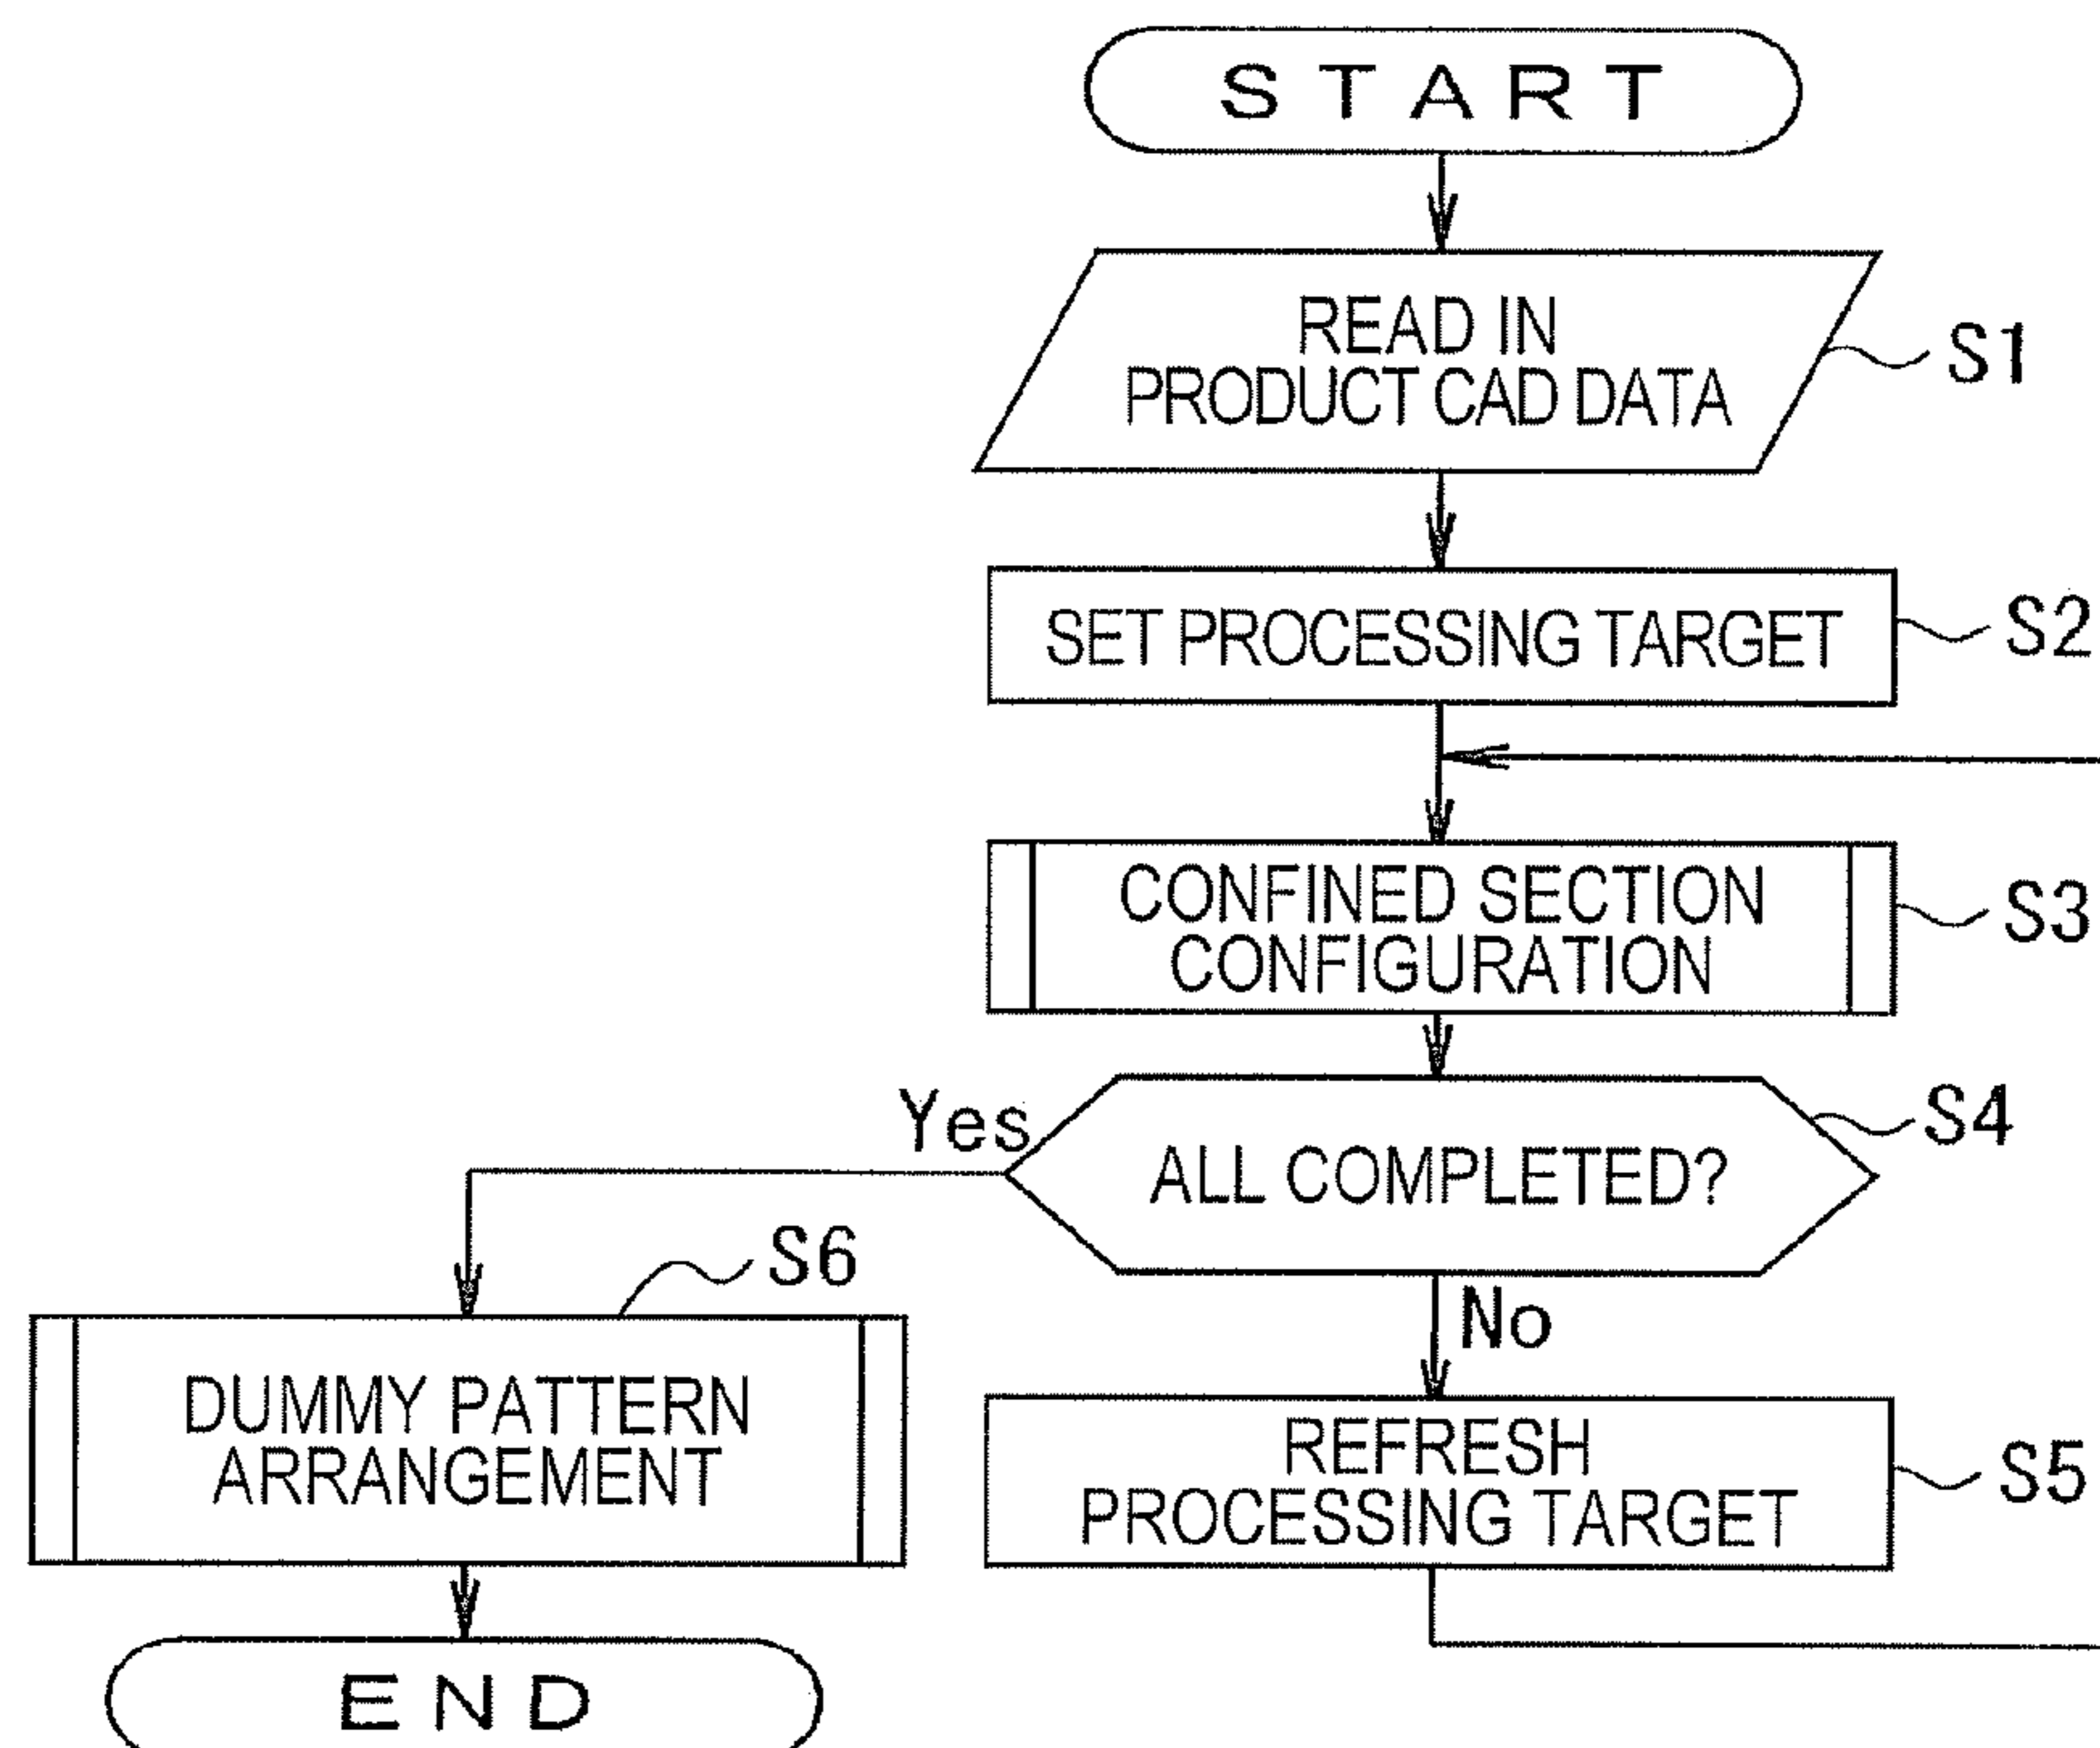 START
READ IN
PRODUCT CAD DATA
S1
SET PROCESSING TARGET
S2
CONFINED SECTION
CONFIGURATION
S3
Yes
ALL COMPLETED?
S4
No
S6
DUMMY PATTERN
ARRANGEMENT
REFRESH
PROCESSING TARGET
S5
END